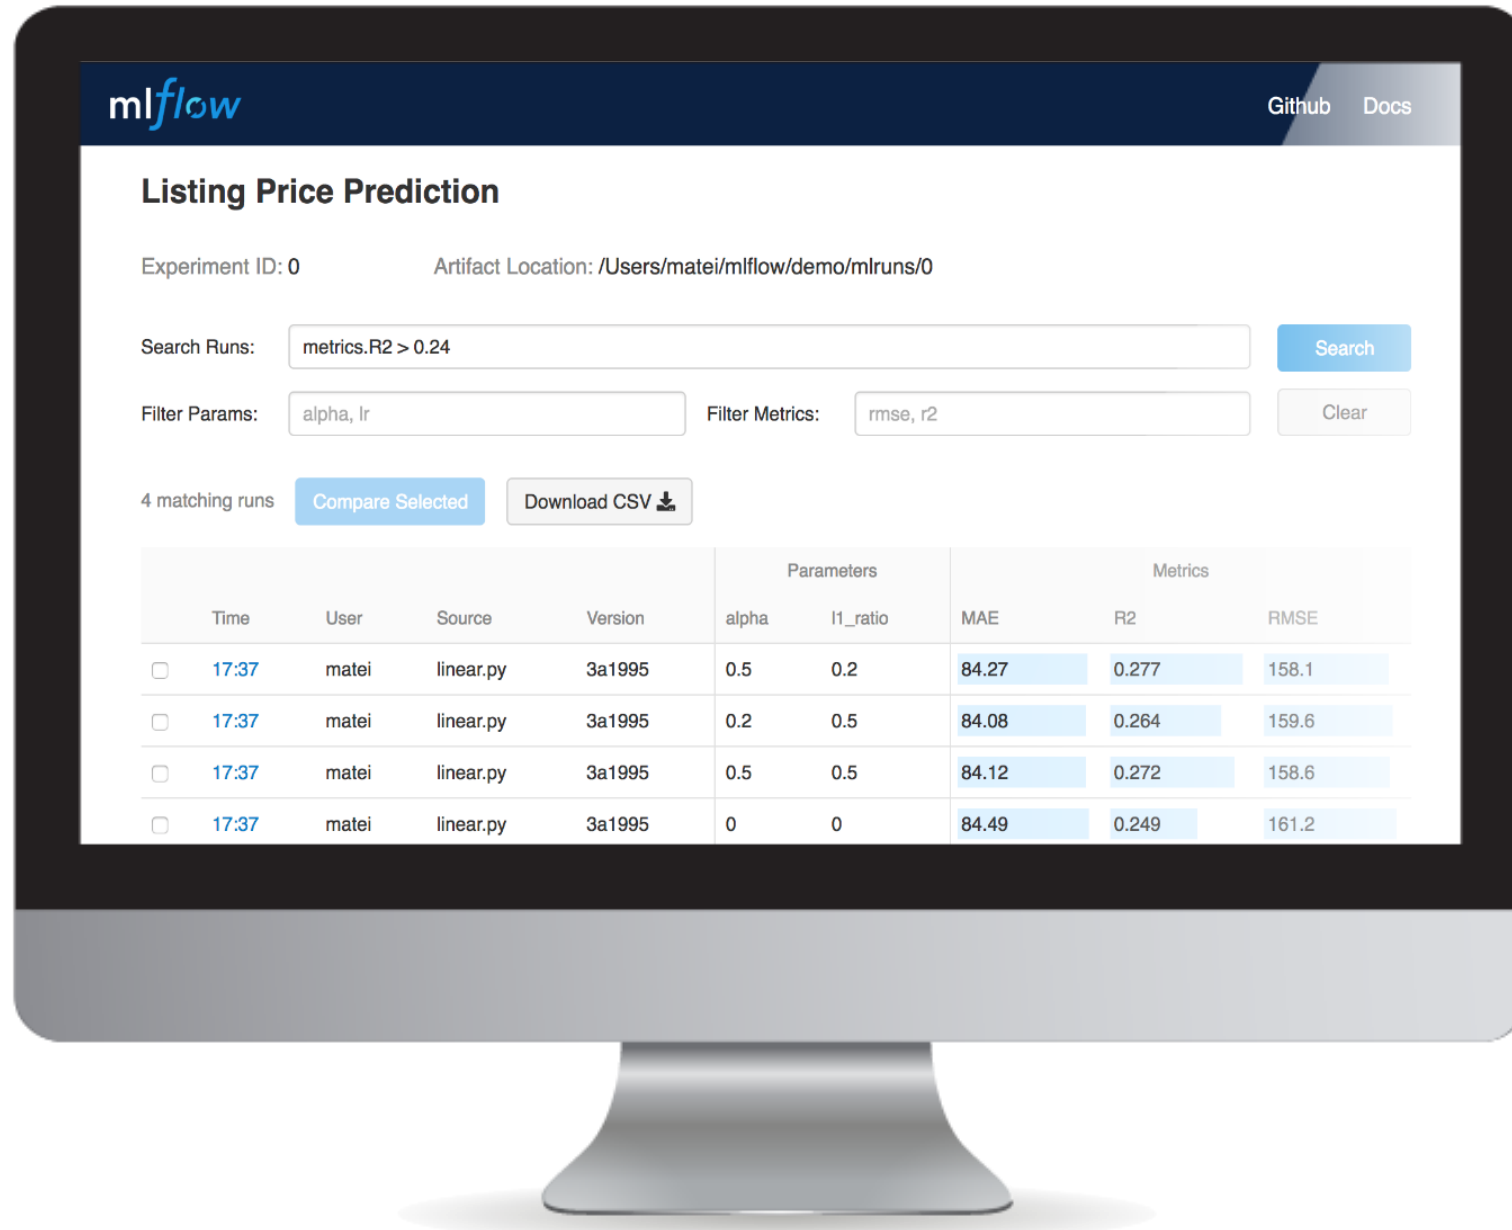 mlflow Github Docs
Listing Price Prediction
Experiment ID: 0 Artifact Location: /Users/matei/mlflow/demo/mlruns/0
Search Runs: metrics.R2 > 0.24 Search
Filter Params: alpha, lr Filter Metrics: rmse, r2 Clear
4 matching runs Compare Selected Download CSV
Parameters Metrics
Time User Source Version alpha l1_ratio MAE R2 RMSE
17:37 matei linear.py 3a1995 0.5 0.2 84.27 0.277 158.1
17:37 matei linear.py 3a1995 0.2 0.5 84.08 0.264 159.6
17:37 matei linear.py 3a1995 0.5 0.5 84.12 0.272 158.6
17:37 matei linear.py 3a1995 0 0 84.49 0.249 161.2